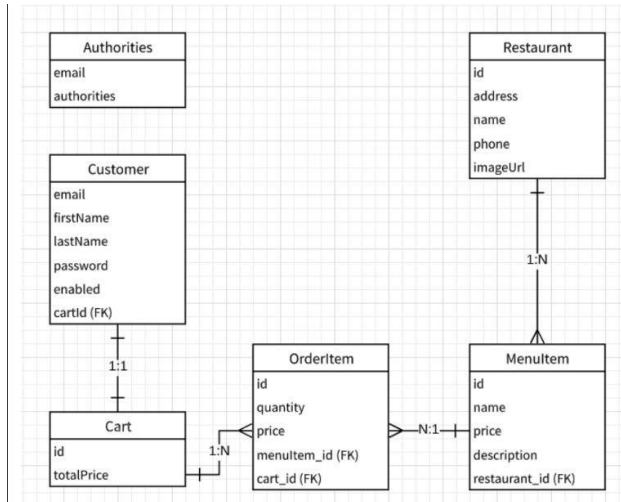 Authorities
email
authorities
Restaurant
id
address
name
phone
imageUrl
Customer
email
firstName
lastName
password
enabled
cartId (FK)
1:N
1:1
OrderItem
id
quantity
price
menuItem_id (FK)
cart_id (FK)
MenuItem
id
name
price
description
restaurant_id (FK)
N:1
Cart
id
totalPrice
1:N